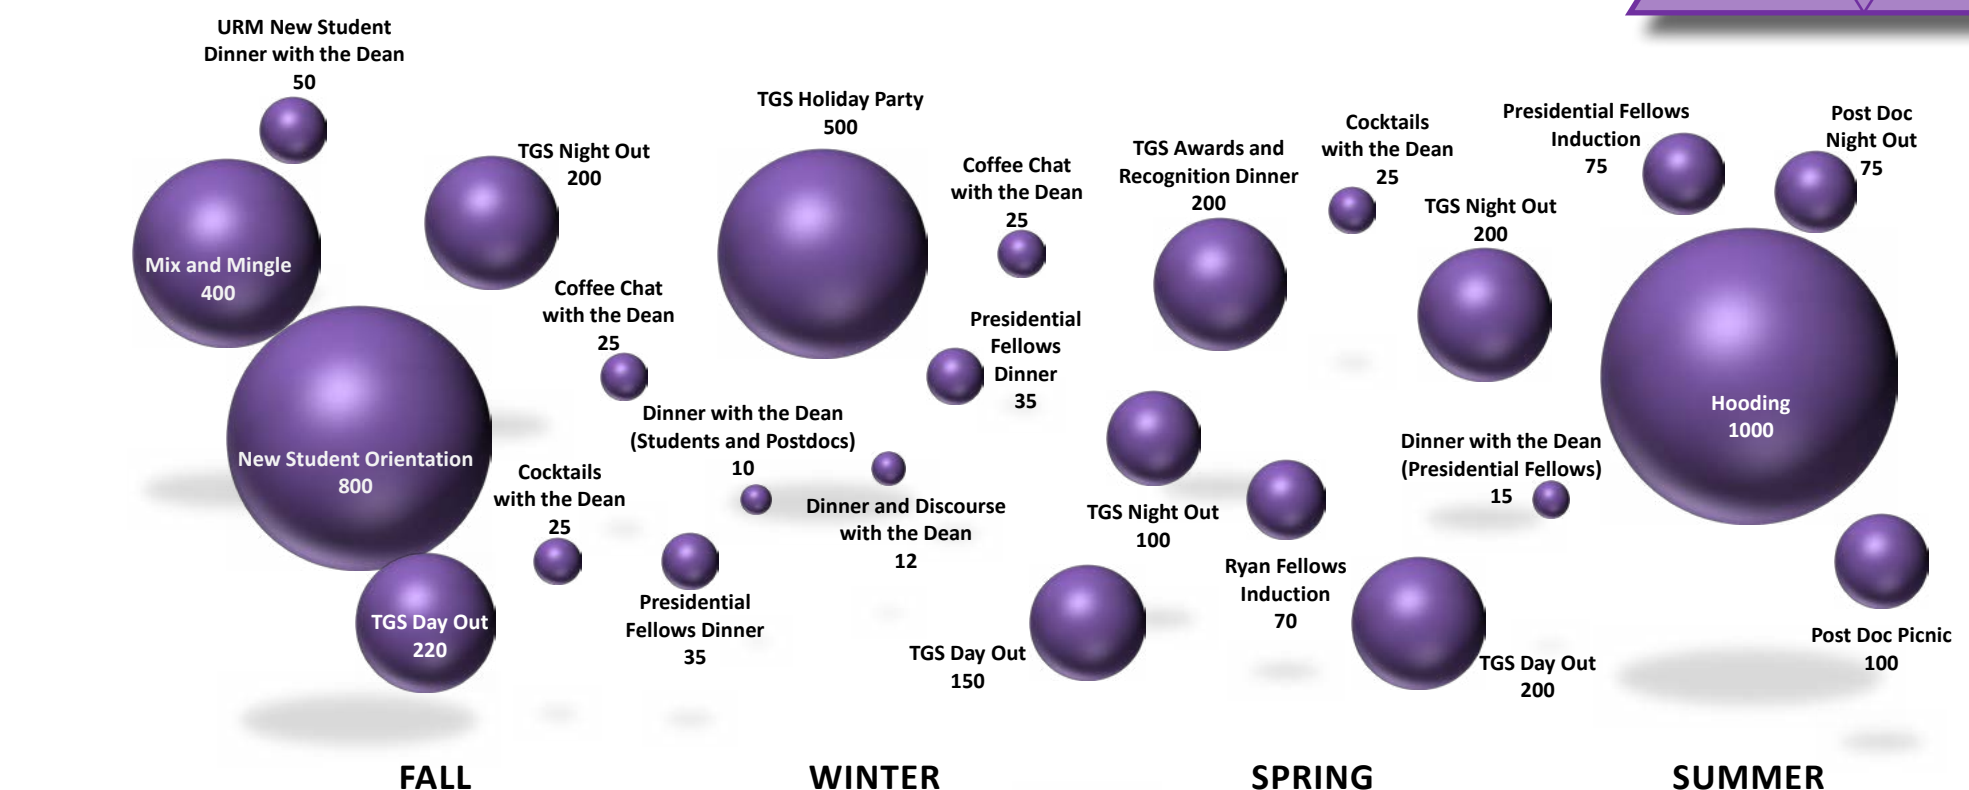 URM New Student
Dinner with the Dean
50
Mix and Mingle
400
New Student Orientation
800
TGS Day Out
220
TGS Night Out
200
Coffee Chat
with the Dean
25
Cocktails
with the Dean
25
Presidential
Fellows Dinner
35
Dinner with the Dean
(Students and Postdocs)
10
TGS Holiday Party
500
Dinner and Discourse
with the Dean
12
Coffee Chat
with the Dean
25
Presidential
Fellows
Dinner
35
TGS Day Out
150
TGS Awards and
Recognition Dinner
200
TGS Night Out
100
Ryan Fellows
Induction
70
Cocktails
with the Dean
25
TGS Night Out
200
TGS Day Out
200
Dinner with the Dean
(Presidential Fellows)
15
Presidential Fellows
Induction
75
Post Doc
Night Out
75
Hooding
1000
Post Doc Picnic
100
FALL
WINTER
SPRING
SUMMER